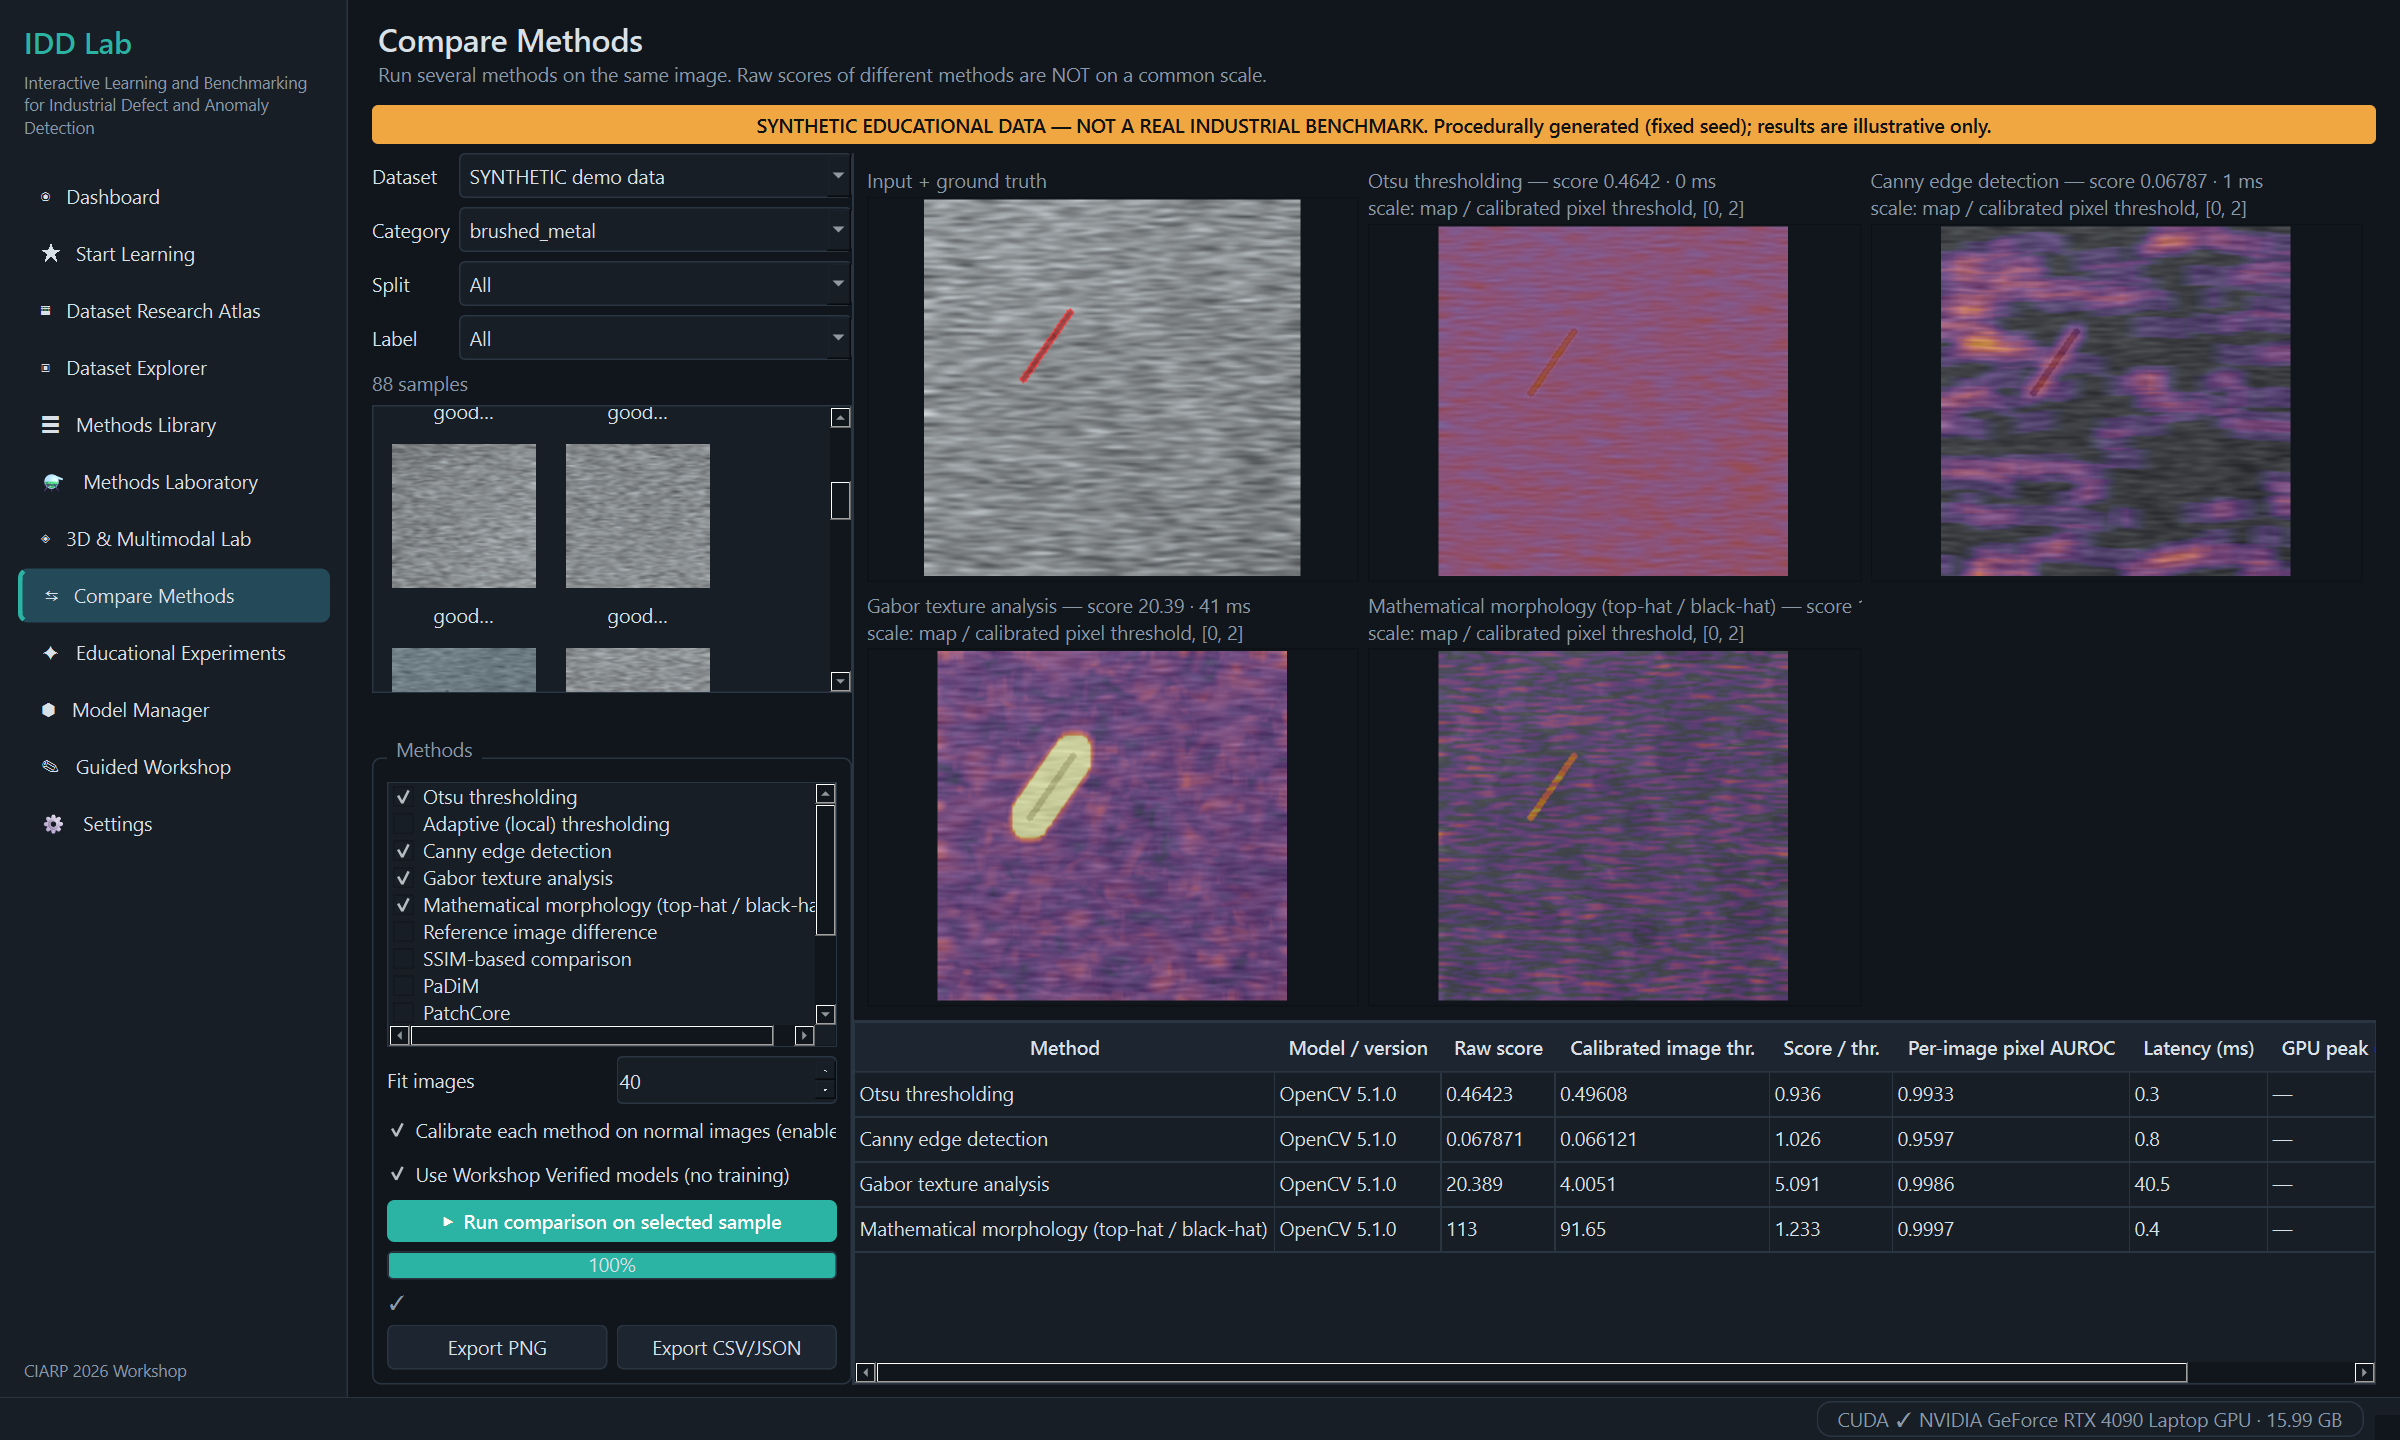 IDD Lab
Interactive Learning and Benchmarking
for Industrial Defect and Anomaly
Detection
Dashboard
Start Learning
Dataset Research Atlas
Dataset Explorer
Methods Library
Methods Laboratory
3D & Multimodal Lab
Compare Methods
Educational Experiments
Model Manager
Guided Workshop
Settings
CIARP 2026 Workshop
Compare Methods
Run several methods on the same image. Raw scores of different methods are NOT on a common scale.
SYNTHETIC EDUCATIONAL DATA — NOT A REAL INDUSTRIAL BENCHMARK. Procedurally generated (fixed seed); results are illustrative only.
Dataset SYNTHETIC demo data
Category brushed_metal
Split All
Label All
88 samples
good... good...
good... good...
Methods
Otsu thresholding
Adaptive (local) thresholding
Canny edge detection
Gabor texture analysis
Mathematical morphology (top-hat / black-ha
Reference image difference
SSIM-based comparison
PaDiM
PatchCore
Fit images 40
Calibrate each method on normal images (enable
Use Workshop Verified models (no training)
Run comparison on selected sample
100%
✓
Export PNG Export CSV/JSON
Input + ground truth
Otsu thresholding — score 0.4642 · 0 ms
scale: map / calibrated pixel threshold, [0, 2]
Canny edge detection — score 0.06787 · 1 ms
scale: map / calibrated pixel threshold, [0, 2]
Gabor texture analysis — score 20.39 · 41 ms
scale: map / calibrated pixel threshold, [0, 2]
Mathematical morphology (top-hat / black-hat) — score
scale: map / calibrated pixel threshold, [0, 2]
Method Model / version Raw score Calibrated image thr. Score / thr. Per-image pixel AUROC Latency (ms) GPU peak
Otsu thresholding OpenCV 5.1.0 0.46423 0.49608 0.936 0.9933 0.3 —
Canny edge detection OpenCV 5.1.0 0.067871 0.066121 1.026 0.9597 0.8 —
Gabor texture analysis OpenCV 5.1.0 20.389 4.0051 5.091 0.9986 40.5 —
Mathematical morphology (top-hat / black-hat) OpenCV 5.1.0 113 91.65 1.233 0.9997 0.4 —
CUDA ✓ NVIDIA GeForce RTX 4090 Laptop GPU · 15.99 GB